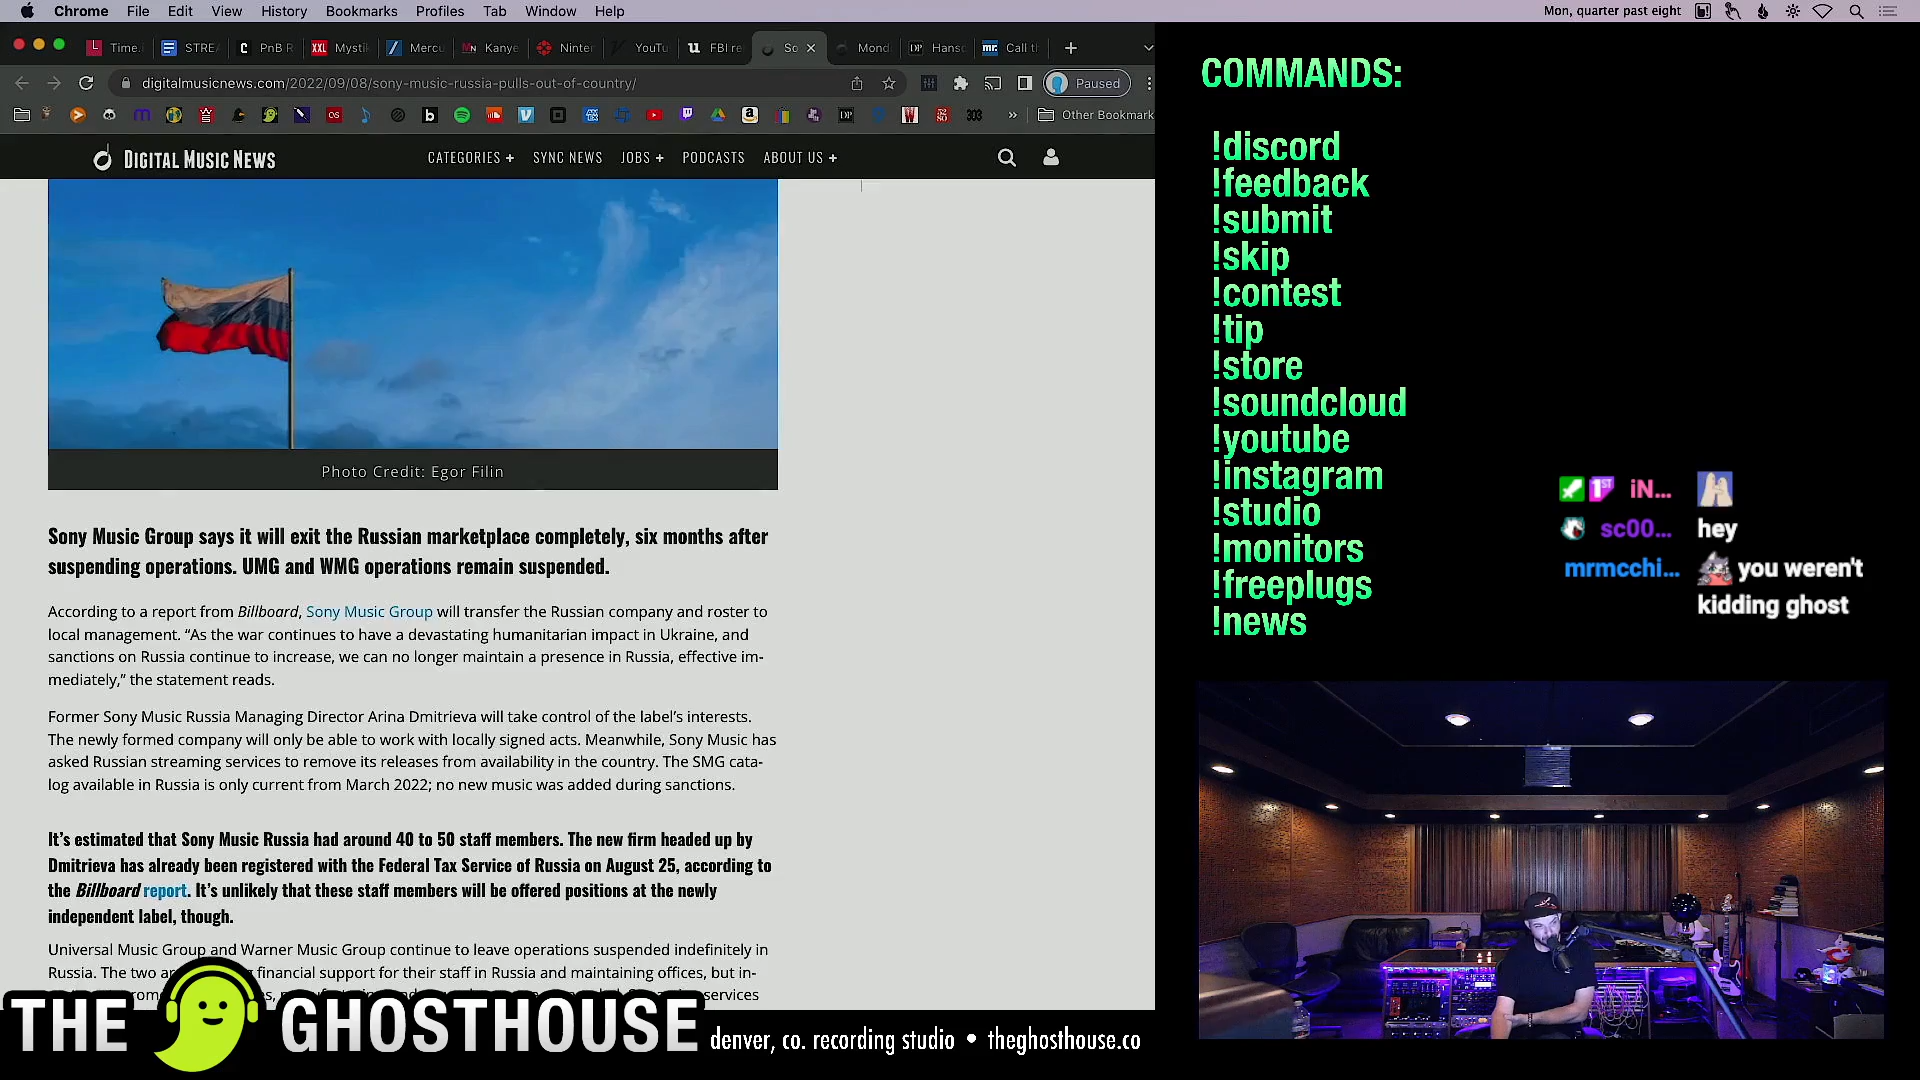 Chrome File Edit View History Bookmarks Profiles Tab Window Help
Mon, quarter past eight
Time.
STRE
PnB R
Mystik
Mercu
Kanye
Ninter
YouTu
FBI re
So
Mond
Hanso
Call th
digitalmusicnews.com/2022/09/08/sony-music-russia-pulls-out-of-country/
Paused
Other Bookmark
DIGITAL MUSIC NEWS
CATEGORIES + SYNC NEWS JOBS + PODCASTS ABOUT US +
Photo Credit: Egor Filin
Sony Music Group says it will exit the Russian marketplace completely, six months after
suspending operations. UMG and WMG operations remain suspended.
According to a report from Billboard, Sony Music Group will transfer the Russian company and roster to
local management. “As the war continues to have a devastating humanitarian impact in Ukraine, and
sanctions on Russia continue to increase, we can no longer maintain a presence in Russia, effective im-
mediately,” the statement reads.
Former Sony Music Russia Managing Director Arina Dmitrieva will take control of the label’s interests.
The newly formed company will only be able to work with locally signed acts. Meanwhile, Sony Music has
asked Russian streaming services to remove its releases from availability in the country. The SMG cata-
log available in Russia is only current from March 2022; no new music was added during sanctions.
It’s estimated that Sony Music Russia had around 40 to 50 staff members. The new firm headed up by
Dmitrieva has already been registered with the Federal Tax Service of Russia on August 25, according to
the Billboard report. It’s unlikely that these staff members will be offered positions at the newly
independent label, though.
Universal Music Group and Warner Music Group continue to leave operations suspended indefinitely in
Russia. The two financial support for their staff in Russia and maintaining offices, but in-
services
THE GHOSTHOUSE
denver, co. recording studio • theghosthouse.co
COMMANDS:
!discord
!feedback
!submit
!skip
!contest
!tip
!store
!soundcloud
!youtube
!instagram
!studio
!monitors
!freeplugs
!news
iN...
sc00... hey
mrmcchi... you weren't
kidding ghost